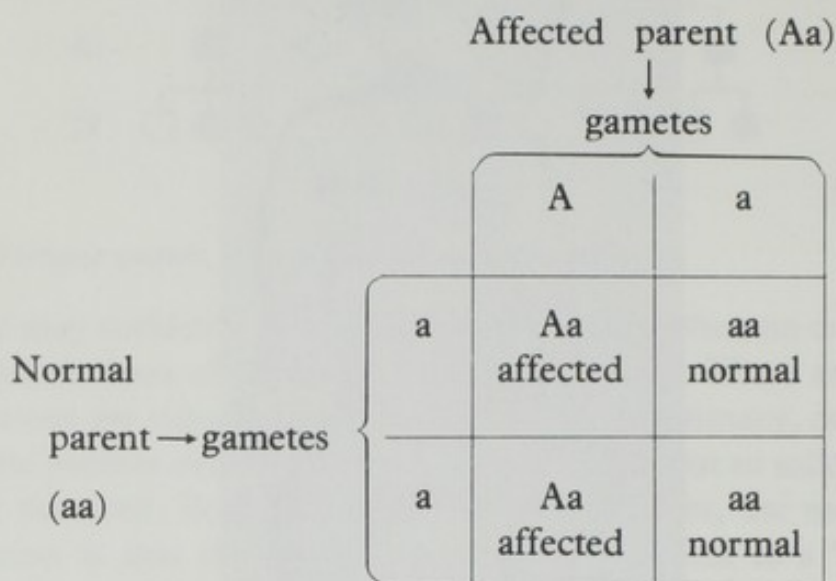 Affected parent (Aa)
↓
gametes
A a
a Aa aa
Normal affected normal
parent → gametes
(aa) a Aa aa
affected normal